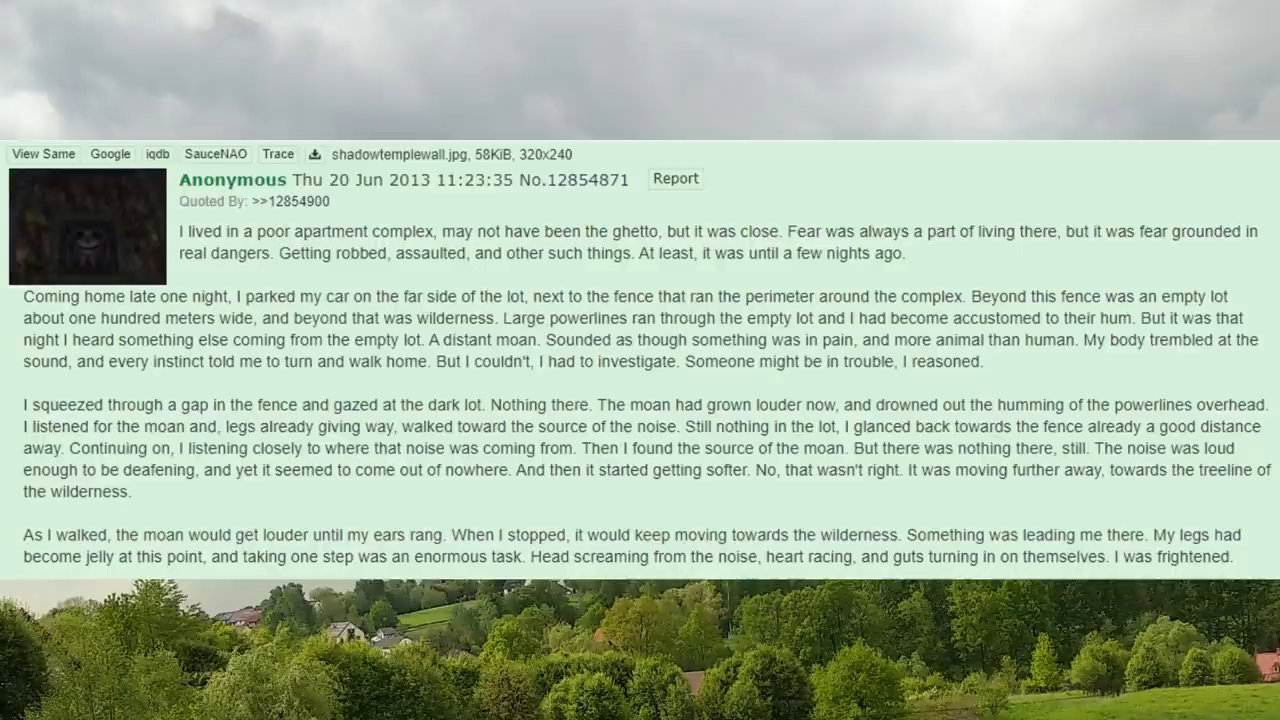 View Same Google iqdb SauceNAO Trace shadowtemplewall.jpg, 58KiB, 320x240
Anonymous Thu 20 Jun 2013 11:23:35 No.12854871 Report
Quoted By: >>12854900
I lived in a poor apartment complex, may not have been the ghetto, but it was close. Fear was always a part of living there, but it was fear grounded in
real dangers. Getting robbed, assaulted, and other such things. At least, it was until a few nights ago.
Coming home late one night, I parked my car on the far side of the lot, next to the fence that ran the perimeter around the complex. Beyond this fence was an empty lot
about one hundred meters wide, and beyond that was wilderness. Large powerlines ran through the empty lot and I had become accustomed to their hum. But it was that
night I heard something else coming from the empty lot. A distant moan. Sounded as though something was in pain, and more animal than human. My body trembled at the
sound, and every instinct told me to turn and walk home. But I couldn't, I had to investigate. Someone might be in trouble, I reasoned.
I squeezed through a gap in the fence and gazed at the dark lot. Nothing there. The moan had grown louder now, and drowned out the humming of the powerlines overhead.
I listened for the moan and, legs already giving way, walked toward the source of the noise. Still nothing in the lot, I glanced back towards the fence already a good distance
away. Continuing on, I listening closely to where that noise was coming from. Then I found the source of the moan. But there was nothing there, still. The noise was loud
enough to be deafening, and yet it seemed to come out of nowhere. And then it started getting softer. No, that wasn't right. It was moving further away, towards the treeline of
the wilderness.
As I walked, the moan would get louder until my ears rang. When I stopped, it would keep moving towards the wilderness. Something was leading me there. My legs had
become jelly at this point, and taking one step was an enormous task. Head screaming from the noise, heart racing, and guts turning in on themselves. I was frightened.